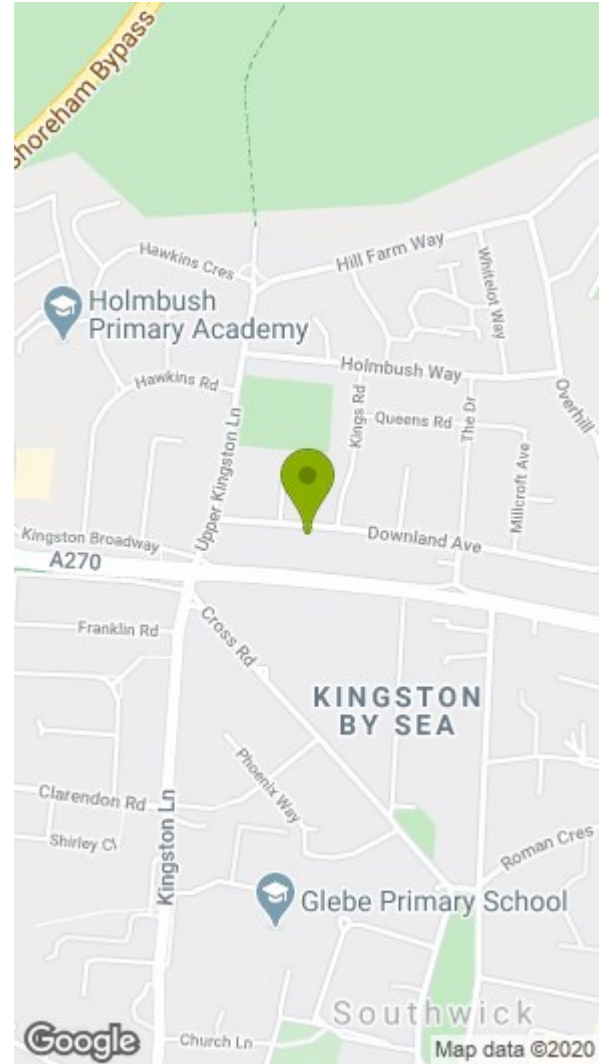 Shoreham Bypass
Hawkins Cres
Hill Farm Way
Whitelot Way
Holmbush
Primary Academy
Holmbush Way
Hawkins Rd
Overhill
Kings Rd
Queens Rd
The Dr
Upper Kingston Ln
Millcroft Ave
Kingston Broadway
Downland Ave
A270
Franklin Rd
Cross Rd
KINGSTON
BY SEA
Phoenix Way
Clarendon Rd
Kingston Ln
Shirley Cl
Roman Cres
Glebe Primary School
Southwick
Google
Church Ln
Map data ©2020